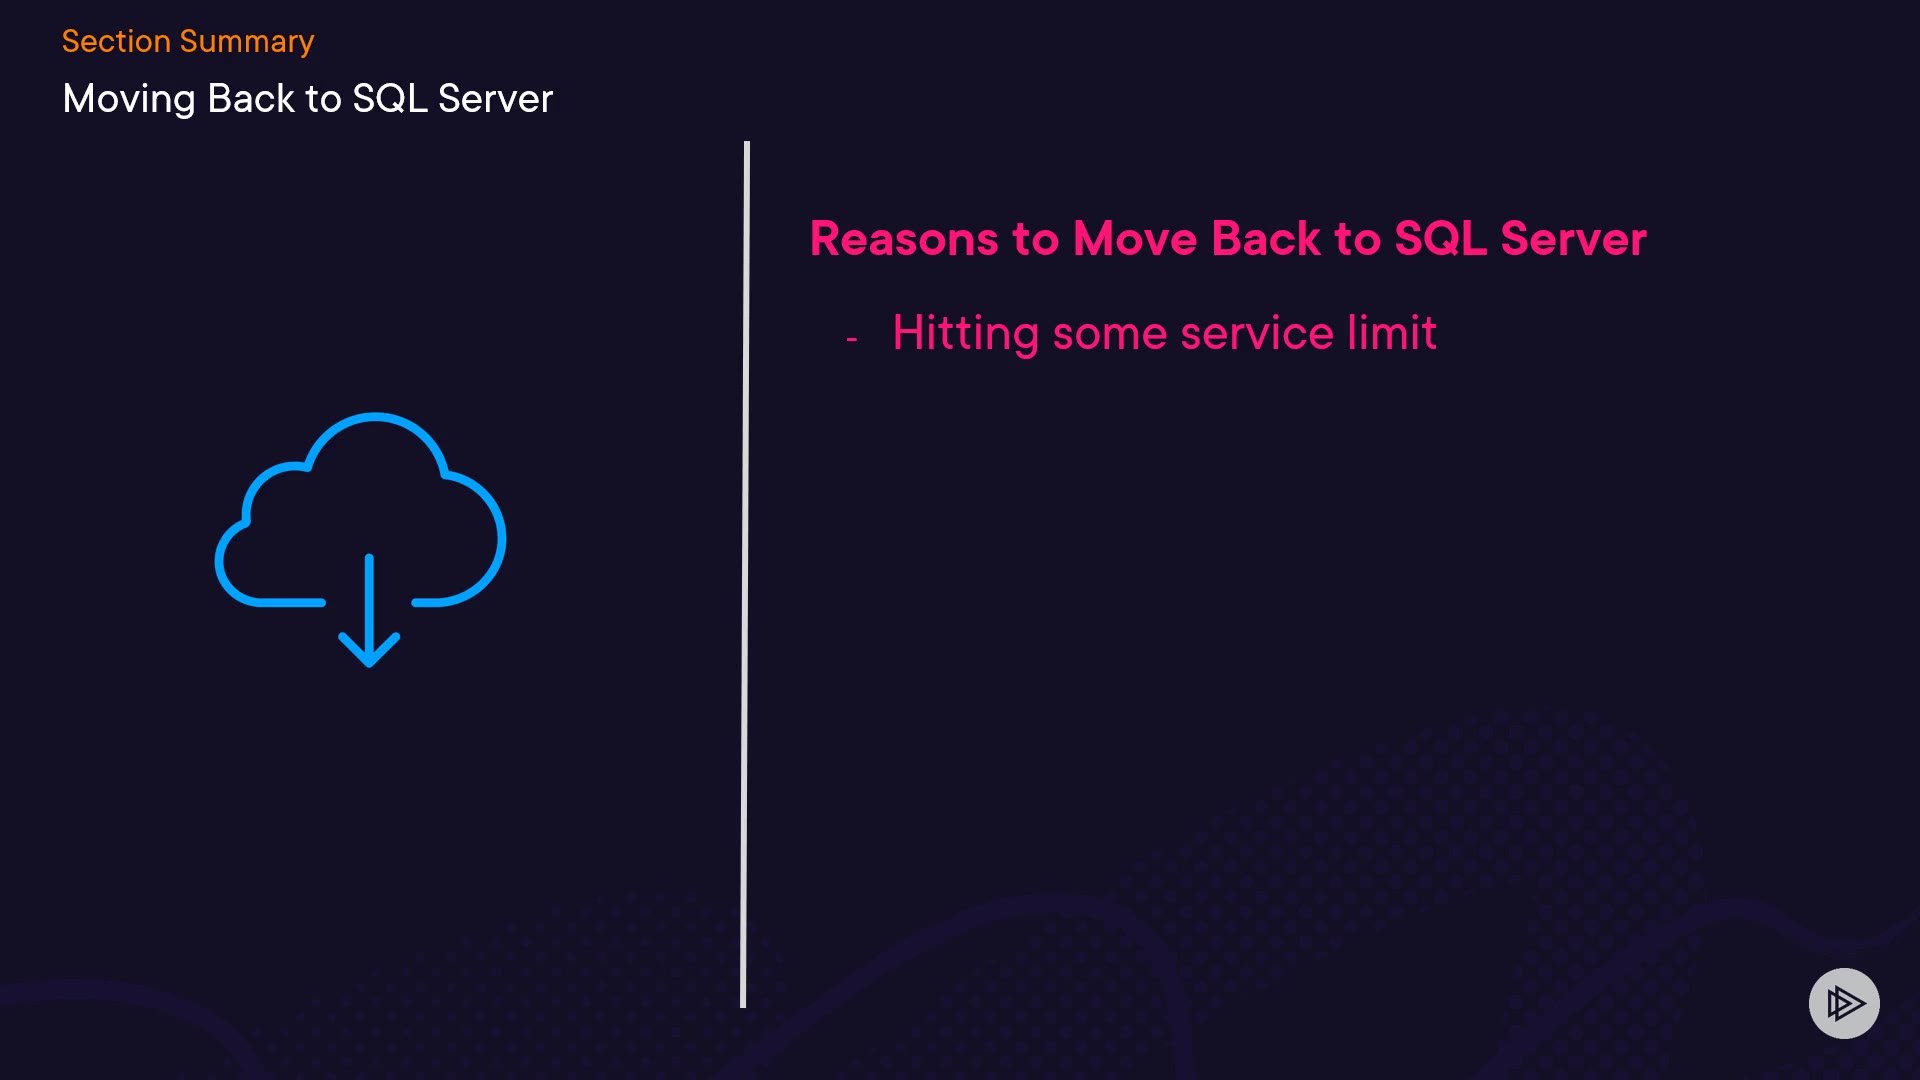 Section Summary
Moving Back to SQL Server
Reasons to Move Back to SQL Server
- Hitting some service limit